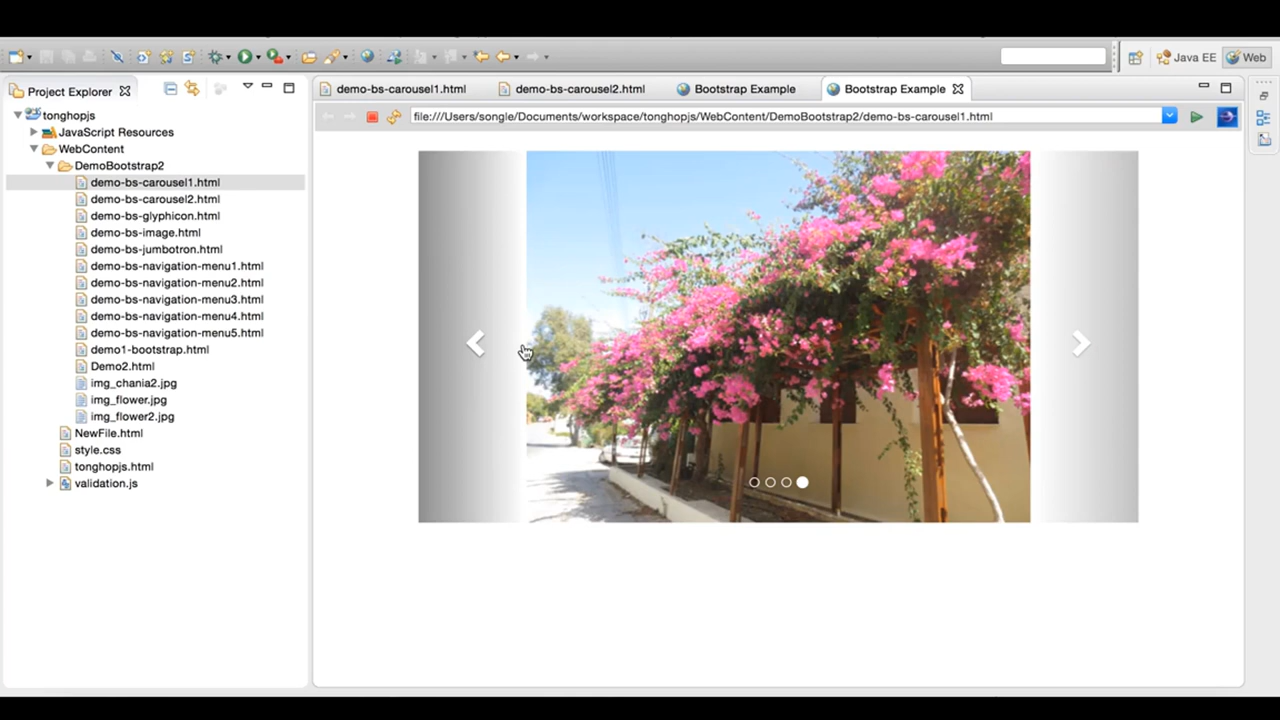 Java EE
Web
Project Explorer
demo-bs-carousel1.html
demo-bs-carousel2.html
Bootstrap Example
Bootstrap Example
file:///Users/songle/Documents/workspace/tonghopjs/WebContent/DemoBootstrap2/demo-bs-carousel1.html
tonghopjs
JavaScript Resources
WebContent
DemoBootstrap2
demo-bs-carousel1.html
demo-bs-carousel2.html
demo-bs-glyphicon.html
demo-bs-image.html
demo-bs-jumbotron.html
demo-bs-navigation-menu1.html
demo-bs-navigation-menu2.html
demo-bs-navigation-menu3.html
demo-bs-navigation-menu4.html
demo-bs-navigation-menu5.html
demo1-bootstrap.html
Demo2.html
img_chania2.jpg
img_flower.jpg
img_flower2.jpg
NewFile.html
style.css
tonghopjs.html
validation.js